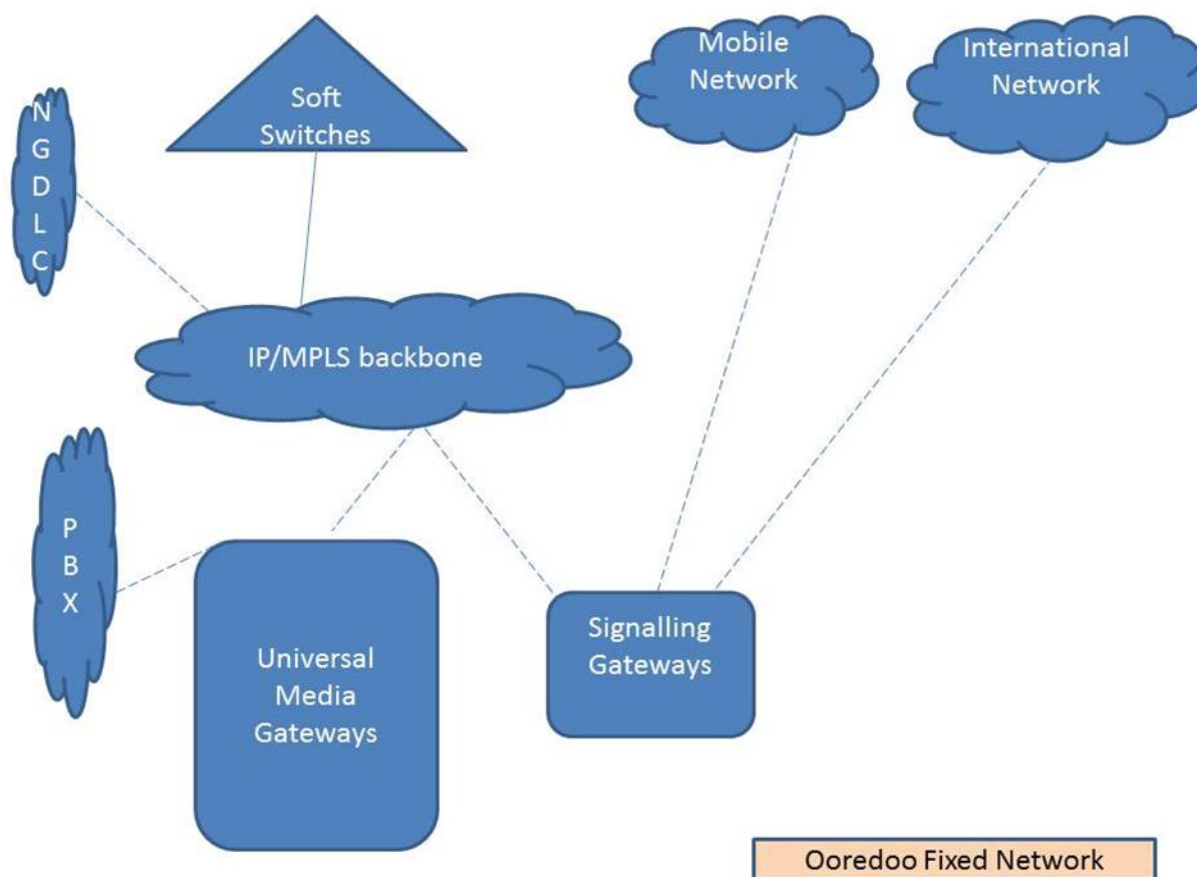 Soft
Switches
Mobile
Network
International
Network
N
G
D
L
C
IP/MPLS backbone
P
B
X
Universal
Media
Gateways
Signalling
Gateways
Ooredoo Fixed Network